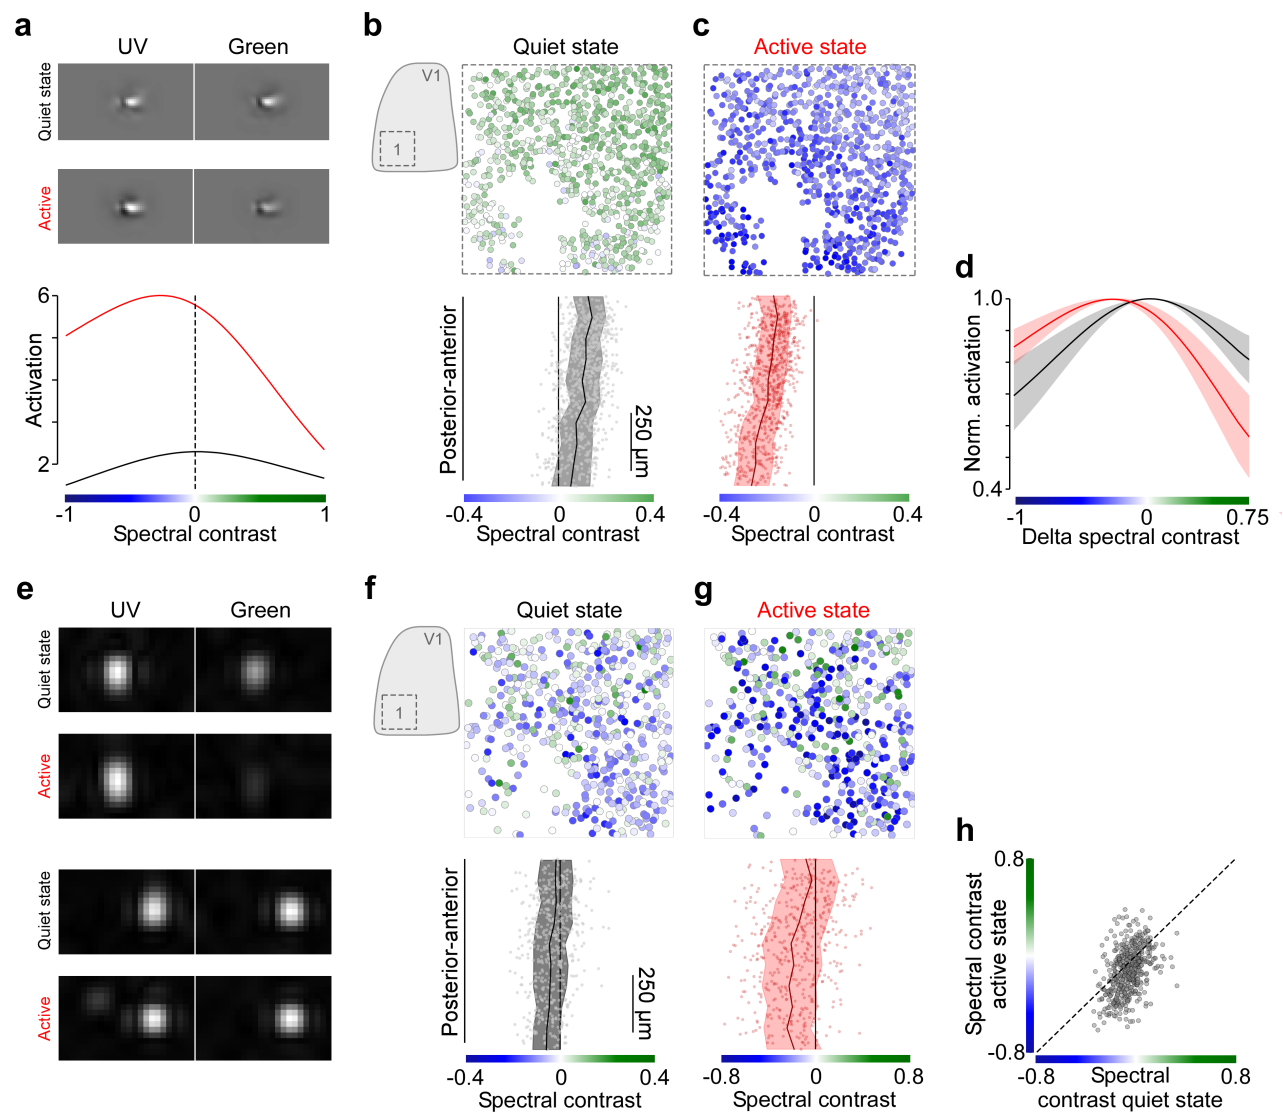 a
UV Green
Quiet state
Active
6
Activation
2
-1 0 1
Spectral contrast
b
Quiet state
V1
1
Posterior-anterior
250 µm
-0.4 0 0.4
Spectral contrast
c
Active state
-0.4 0 0.4
Spectral contrast
d
1.0
Norm. activation
0.4
-1 0 0.75
Delta spectral contrast
e
UV Green
Quiet state
Active
Quiet state
Active
f
Quiet state
V1
1
Posterior-anterior
250 µm
-0.4 0 0.4
Spectral contrast
g
Active state
-0.8 0 0.8
Spectral contrast
h
0.8
Spectral contrast
active state
-0.8
-0.8 Spectral 0.8
contrast quiet state